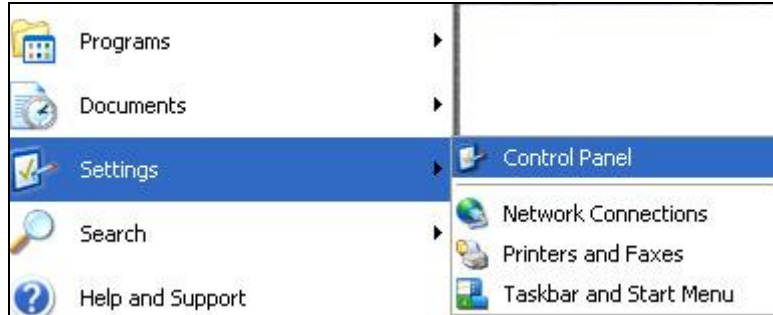 Programs
Documents
Settings
Search
Help and Support
Control Panel
Network Connections
Printers and Faxes
Taskbar and Start Menu